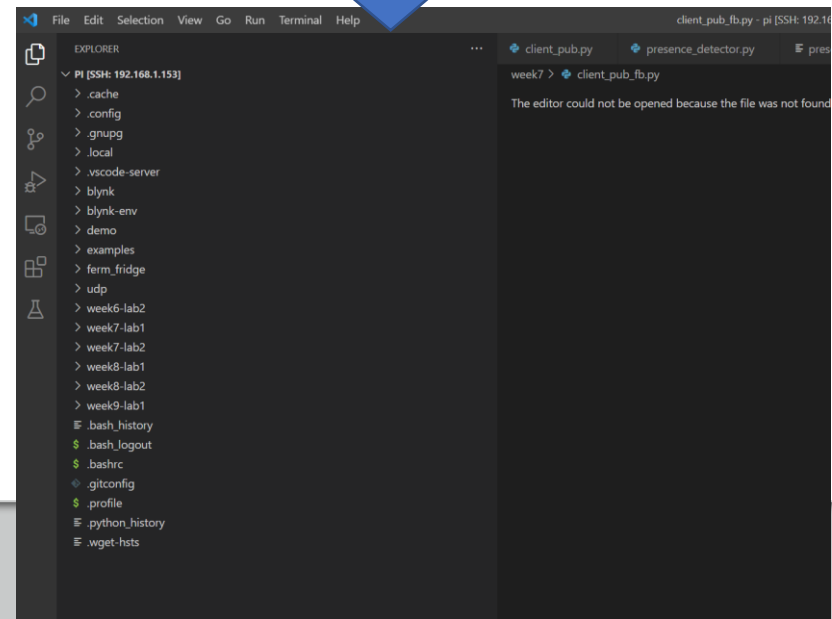 File Edit Selection View Go Run Terminal Help
client_pub_fb.py - pi [SSH: 192.16
EXPLORER
PI [SSH: 192.168.1.153]
.cache
.config
.gnupg
.local
.vscode-server
blynk
blynk-env
demo
examples
ferm_fridge
udp
week6-lab2
week7-lab1
week7-lab2
week8-lab1
week8-lab2
week9-lab1
.bash_history
.bash_logout
.bashrc
.gitconfig
.profile
.python_history
.wget-hsts
client_pub.py presence_detector.py pres
week7 > client_pub_fb.py
The editor could not be opened because the file was not found